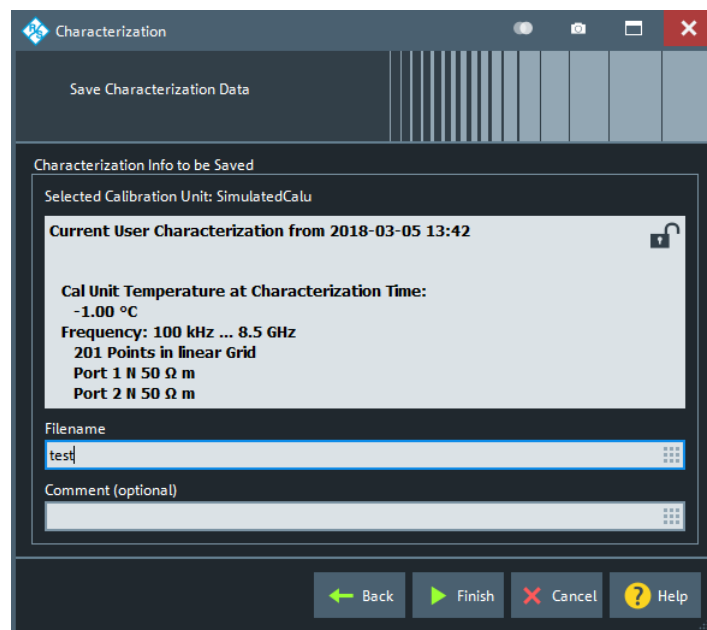 Characterization
Save Characterization Data
Characterization Info to be Saved
Selected Calibration Unit: SimulatedCalu
Current User Characterization from 2018-03-05 13:42
Cal Unit Temperature at Characterization Time:
-1.00 °C
Frequency: 100 kHz ... 8.5 GHz
201 Points in linear Grid
Port 1 N 50 Ω m
Port 2 N 50 Ω m
Filename
test
Comment (optional)
Back Finish Cancel Help